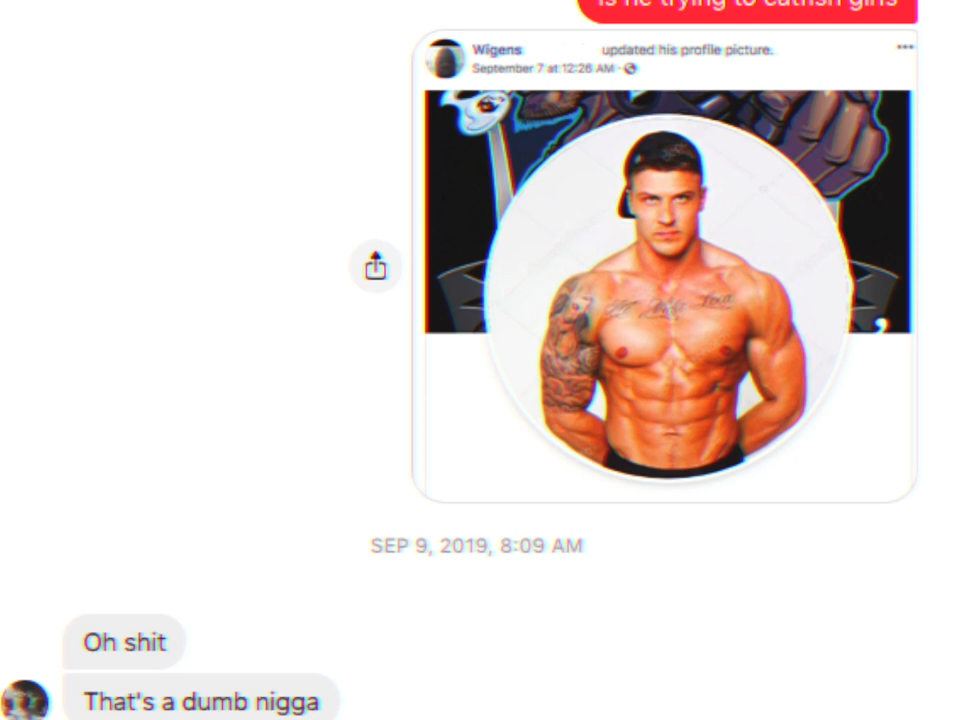 is he trying to catfish girls
Wigens updated his profile picture.
September 7 at 12:26 AM ·
SEP 9, 2019, 8:09 AM
Oh shit
That's a dumb nigga